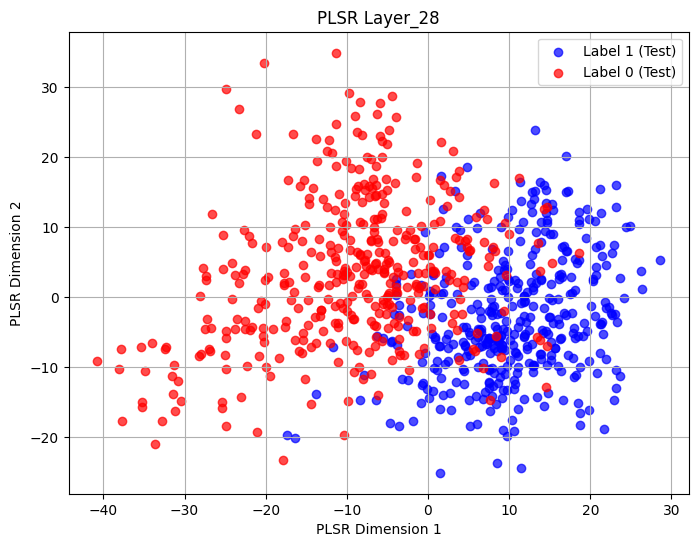 PLSR Layer_28
Label 1 (Test)
Label 0 (Test)
PLSR Dimension 2
30
20
10
0
−10
−20
−40
−30
−20
−10
0
10
20
30
PLSR Dimension 1